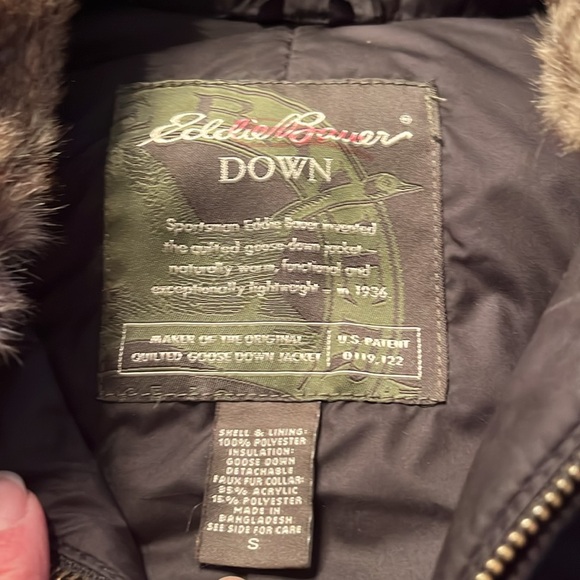 Eddie Bauer®
DOWN
Sportsman Eddie Bauer invented
the quilted goose down jacket –
naturally warm, functional and
exceptionally lightweight – in 1936
MAKER OF THE ORIGINAL
QUILTED GOOSE DOWN JACKET
U.S. PATENT
D119,122
SHELL & LINING:
100% POLYESTER
INSULATION:
GOOSE DOWN
DETACHABLE
FAUX FUR COLLAR:
85% ACRYLIC
15% POLYESTER
MADE IN
BANGLADESH
SEE SIDE FOR CARE
S